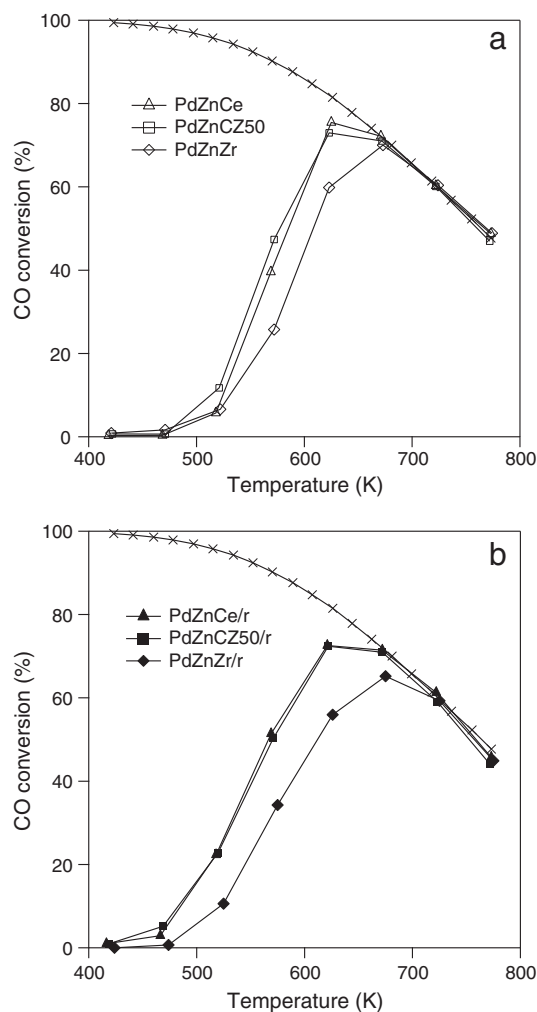 a
100
80
60
40
20
0
CO conversion (%)
PdZnCe
PdZnCZ50
PdZnZr
400 500 600 700 800
Temperature (K)
b
100
80
60
40
20
0
CO conversion (%)
PdZnCe/r
PdZnCZ50/r
PdZnZr/r
400 500 600 700 800
Temperature (K)